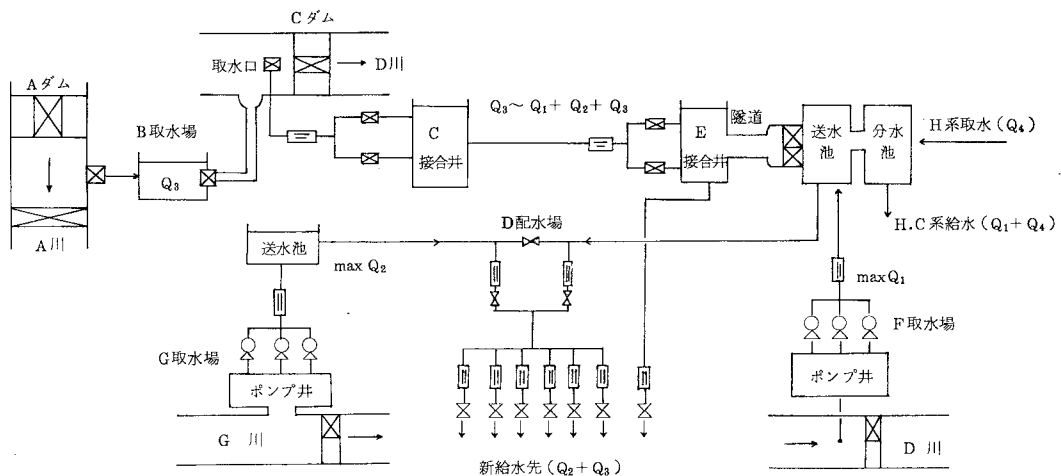 Cダム
取水口
D川
Aダム
B取水場
Q₃
A川
C
接合井
Q₃～Q₁+Q₂+Q₃
E
接合井
隧道
送水池
分水池
H系取水(Q₄)
H.C系給水(Q₁+Q₄)
D配水場
送水池
max Q₂
max Q₁
G取水場
F取水場
ポンプ井
ポンプ井
G 川
D 川
新給水先(Q₂+Q₃)